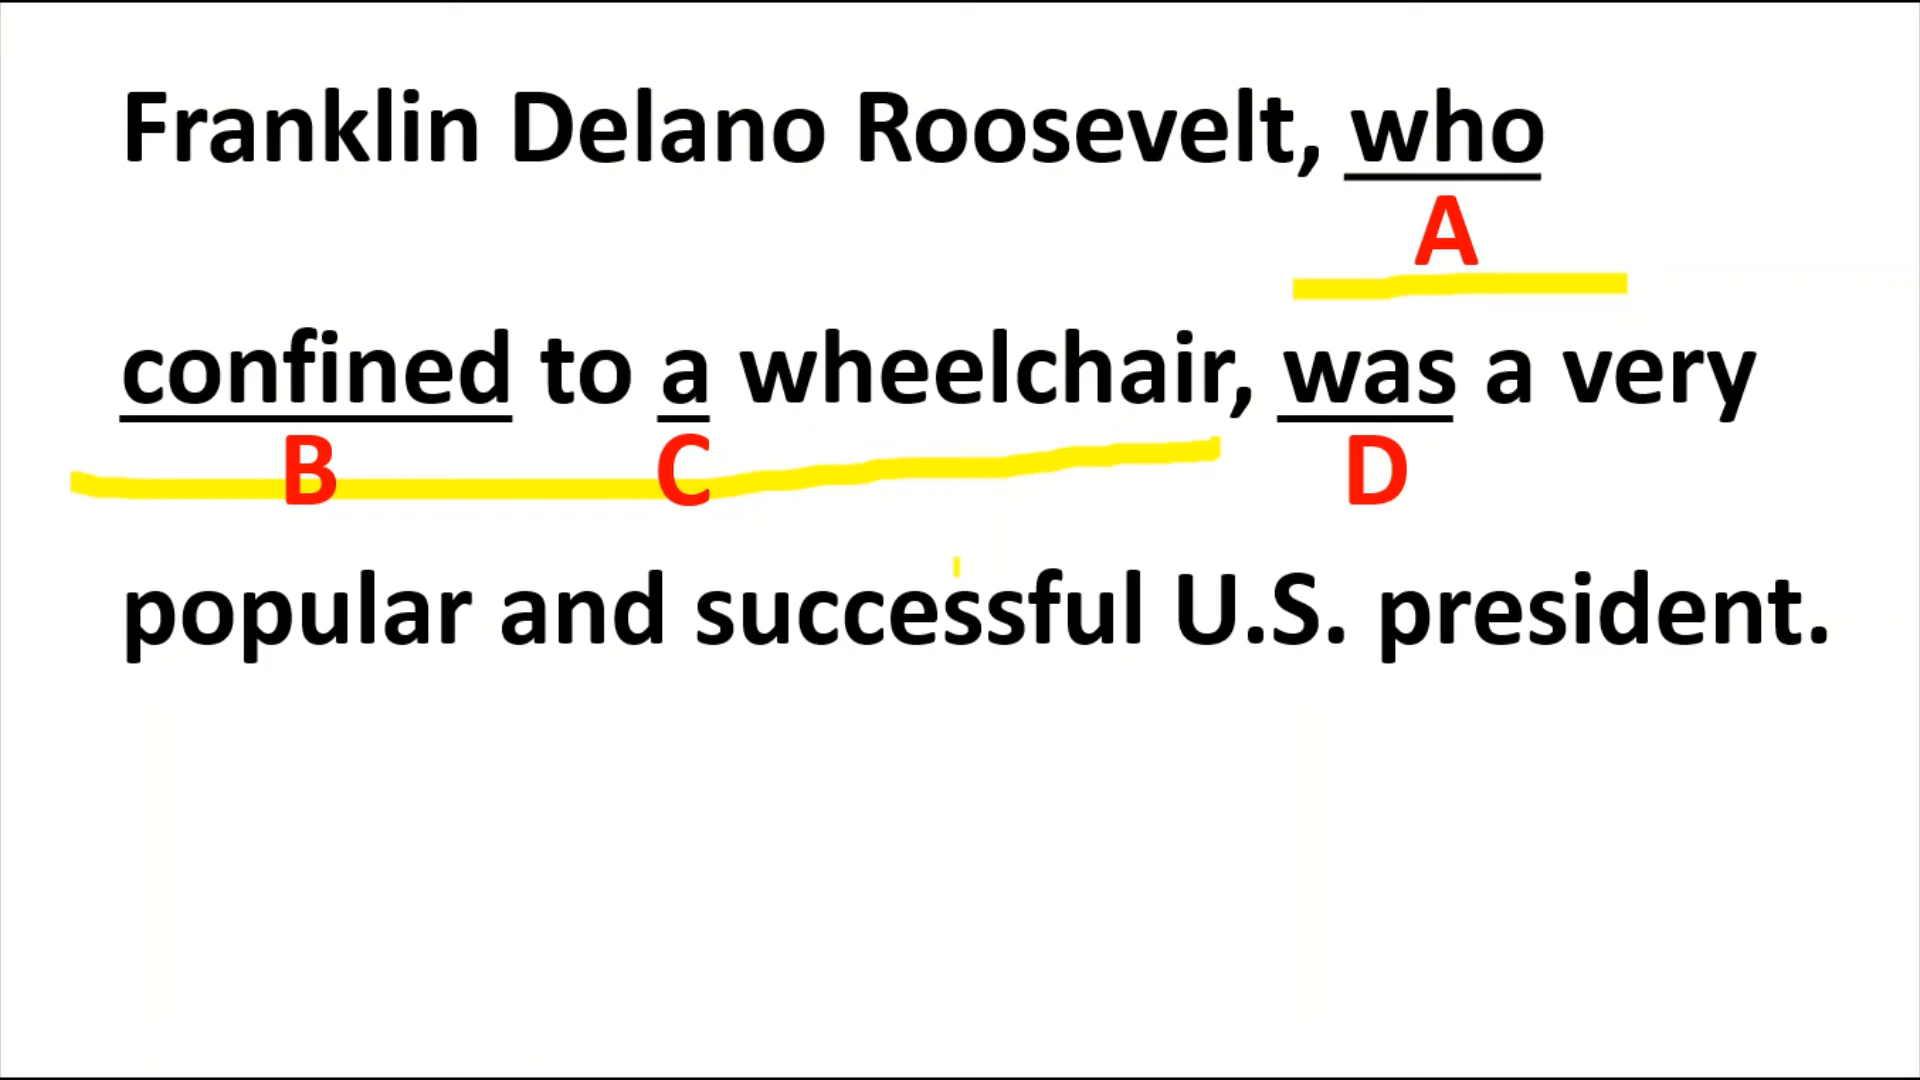 Franklin Delano Roosevelt, who
A
confined to a wheelchair, was a very
B C D
popular and successful U.S. president.